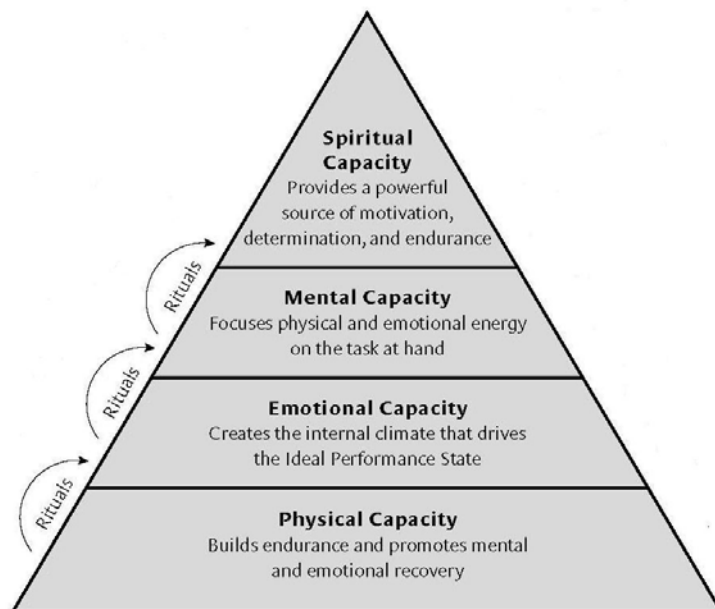 Spiritual
Capacity
Provides a powerful
source of motivation,
determination, and endurance
Rituals
Mental Capacity
Focuses physical and emotional energy
on the task at hand
Rituals
Emotional Capacity
Creates the internal climate that drives
the Ideal Performance State
Rituals
Physical Capacity
Builds endurance and promotes mental
and emotional recovery